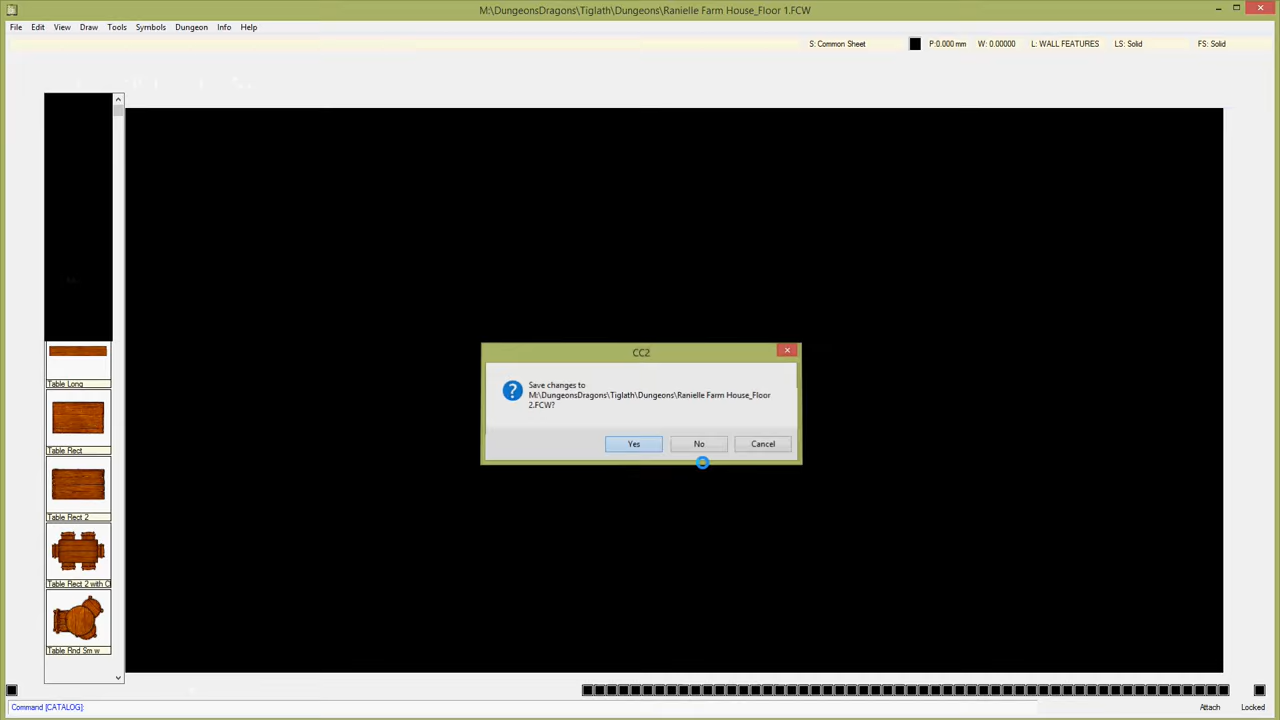 M:\DungeonsDragons\Tiglath\Dungeons\Ranielle Farm House_Floor 1.FCW
File Edit View Draw Tools Symbols Dungeon Info Help
S: Common Sheet P:0.000 mm W: 0.00000 L: WALL FEATURES LS: Solid FS: Solid
CC2
Save changes to
M:\DungeonsDragons\Tiglath\Dungeons\Ranielle Farm House_Floor
2.FCW?
Yes No Cancel
Table Long
Table Rect
Table Rect 2
Table Rect 2 with C
Table Rnd Sm w
Command [CATALOG]:
Attach Locked